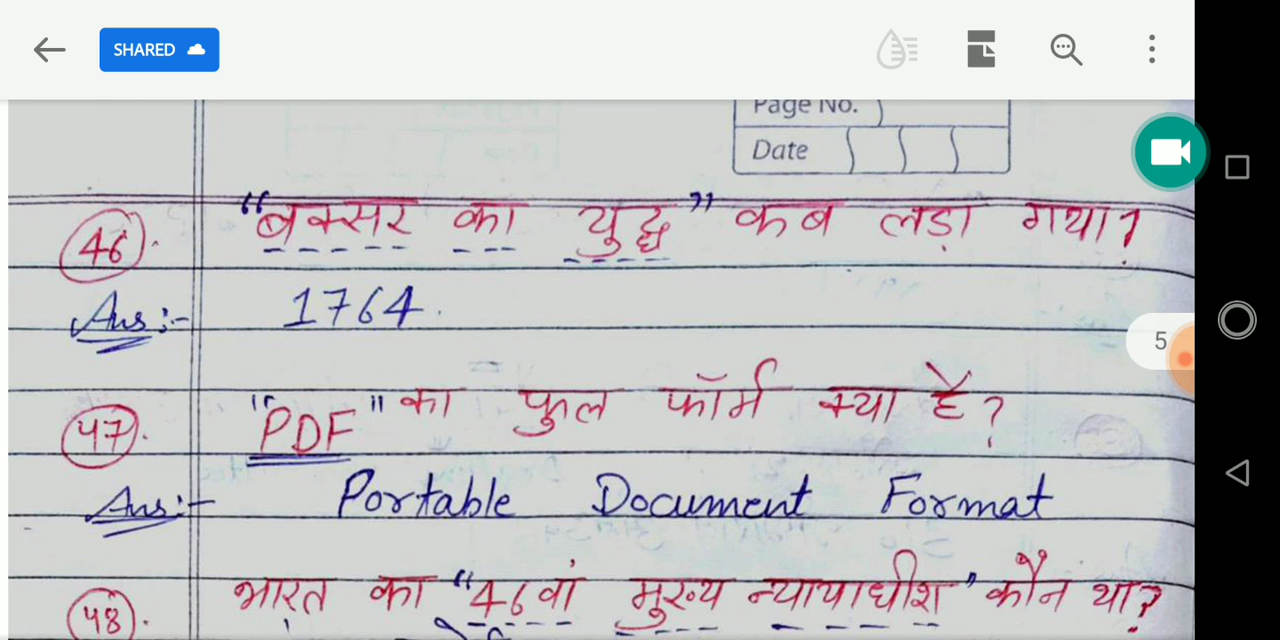 SHARED
Page No.
Date
46. "बक्सर का युद्ध" कब लड़ा गया?
Ans:- 1764.
5
47. "PDF" का फुल फॉर्म क्या है?
Ans:- Portable Document Format
48. भारत का "46वां मुख्य न्यायाधीश" कौन था?